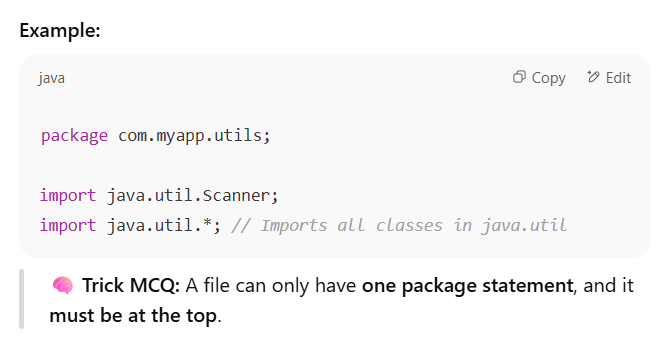 Example:
java
Copy
Edit
package com.myapp.utils;
import java.util.Scanner;
import java.util.*; // Imports all classes in java.util
🧠 Trick MCQ: A file can only have one package statement, and it
must be at the top.